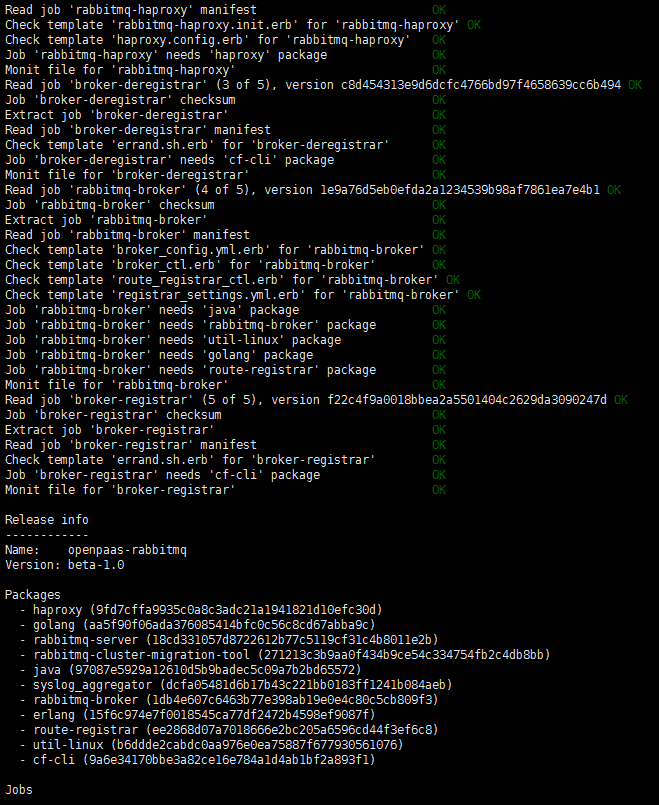 Read job 'rabbitmq-haproxy' manifest OK
Check template 'rabbitmq-haproxy.init.erb' for 'rabbitmq-haproxy' OK
Check template 'haproxy.config.erb' for 'rabbitmq-haproxy' OK
Job 'rabbitmq-haproxy' needs 'haproxy' package OK
Monit file for 'rabbitmq-haproxy' OK
Read job 'broker-deregistrar' (3 of 5), version c8d454313e9d6dcfc4766bd97f4658639cc6b494 OK
Job 'broker-deregistrar' checksum OK
Extract job 'broker-deregistrar' OK
Read job 'broker-deregistrar' manifest OK
Check template 'errand.sh.erb' for 'broker-deregistrar' OK
Job 'broker-deregistrar' needs 'cf-cli' package OK
Monit file for 'broker-deregistrar' OK
Read job 'rabbitmq-broker' (4 of 5), version 1e9a76d5eb0efda2a1234539b98af7861ea7e4b1 OK
Job 'rabbitmq-broker' checksum OK
Extract job 'rabbitmq-broker' OK
Read job 'rabbitmq-broker' manifest OK
Check template 'broker_config.yml.erb' for 'rabbitmq-broker' OK
Check template 'broker_ctl.erb' for 'rabbitmq-broker' OK
Check template 'route_registrar_ctl.erb' for 'rabbitmq-broker' OK
Check template 'registrar_settings.yml.erb' for 'rabbitmq-broker' OK
Job 'rabbitmq-broker' needs 'java' package OK
Job 'rabbitmq-broker' needs 'rabbitmq-broker' package OK
Job 'rabbitmq-broker' needs 'util-linux' package OK
Job 'rabbitmq-broker' needs 'golang' package OK
Job 'rabbitmq-broker' needs 'route-registrar' package OK
Monit file for 'rabbitmq-broker' OK
Read job 'broker-registrar' (5 of 5), version f22c4f9a0018bbea2a5501404c2629da3090247d OK
Job 'broker-registrar' checksum OK
Extract job 'broker-registrar' OK
Read job 'broker-registrar' manifest OK
Check template 'errand.sh.erb' for 'broker-registrar' OK
Job 'broker-registrar' needs 'cf-cli' package OK
Monit file for 'broker-registrar' OK
Release info
------------
Name: openpaas-rabbitmq
Version: beta-1.0
Packages
- haproxy (9fd7cffa9935c0a8c3adc21a1941821d10efc30d)
- golang (aa5f90f06ada376085414bfc0c56c8cd67abba9c)
- rabbitmq-server (18cd331057d8722612b77c5119cf31c4b8011e2b)
- rabbitmq-cluster-migration-tool (271213c3b9aa0f434b9ce54c334754fb2c4db8bb)
- java (97087e5929a12610d5b9badec5c09a7b2bd65572)
- syslog_aggregator (dcfa05481d6b17b43c221bb0183ff1241b084aeb)
- rabbitmq-broker (1db4e607c6463b77e398ab19e0e4c80c5cb809f3)
- erlang (15f6c974e7f0018545ca77df2472b4598ef9087f)
- route-registrar (ee2868d07a7018666e2bc205a6596cd44f3ef6c8)
- util-linux (b6ddde2cabdc0aa976e0ea75887f677930561076)
- cf-cli (9a6e34170bbe3a82ce16e784a1d4ab1bf2a893f1)
Jobs